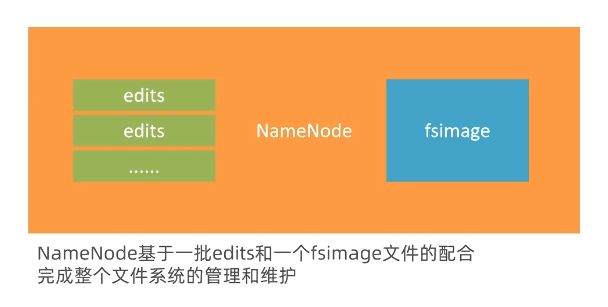 edits
edits
......
NameNode
fsimage
NameNode基于一批edits和一个fsimage文件的配合
完成整个文件系统的管理和维护